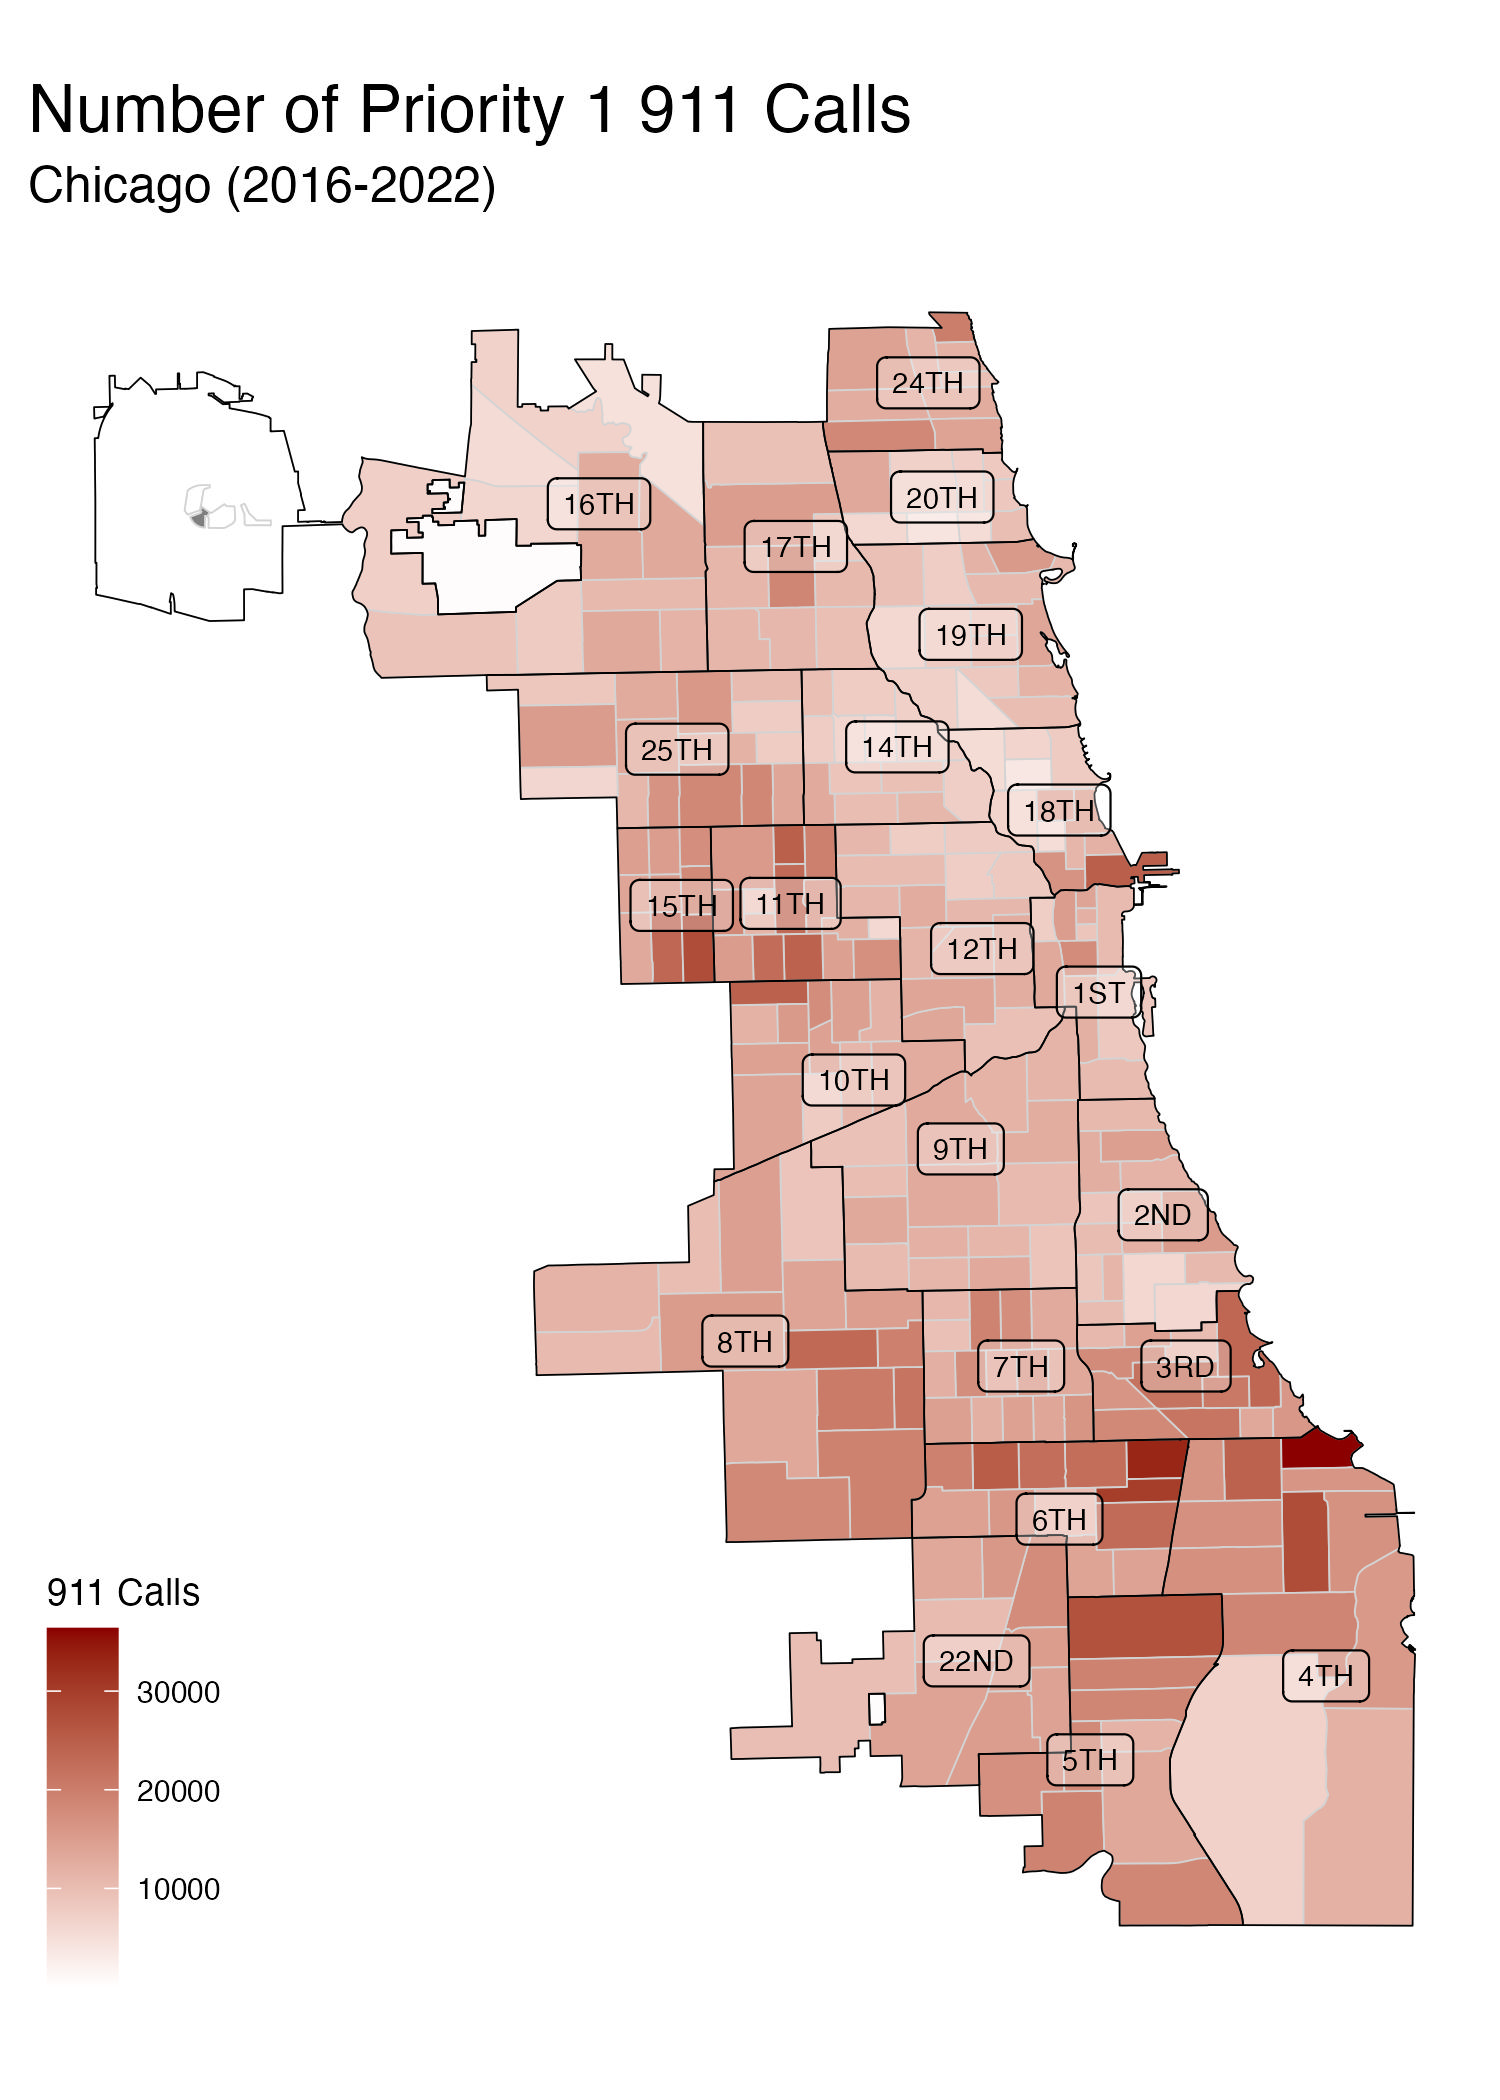 Number of Priority 1 911 Calls
Chicago (2016-2022)
24TH
20TH
16TH
17TH
19TH
25TH
14TH
18TH
15TH
11TH
12TH
1ST
10TH
9TH
2ND
8TH
7TH
3RD
6TH
22ND
4TH
5TH
911 Calls
30000
20000
10000